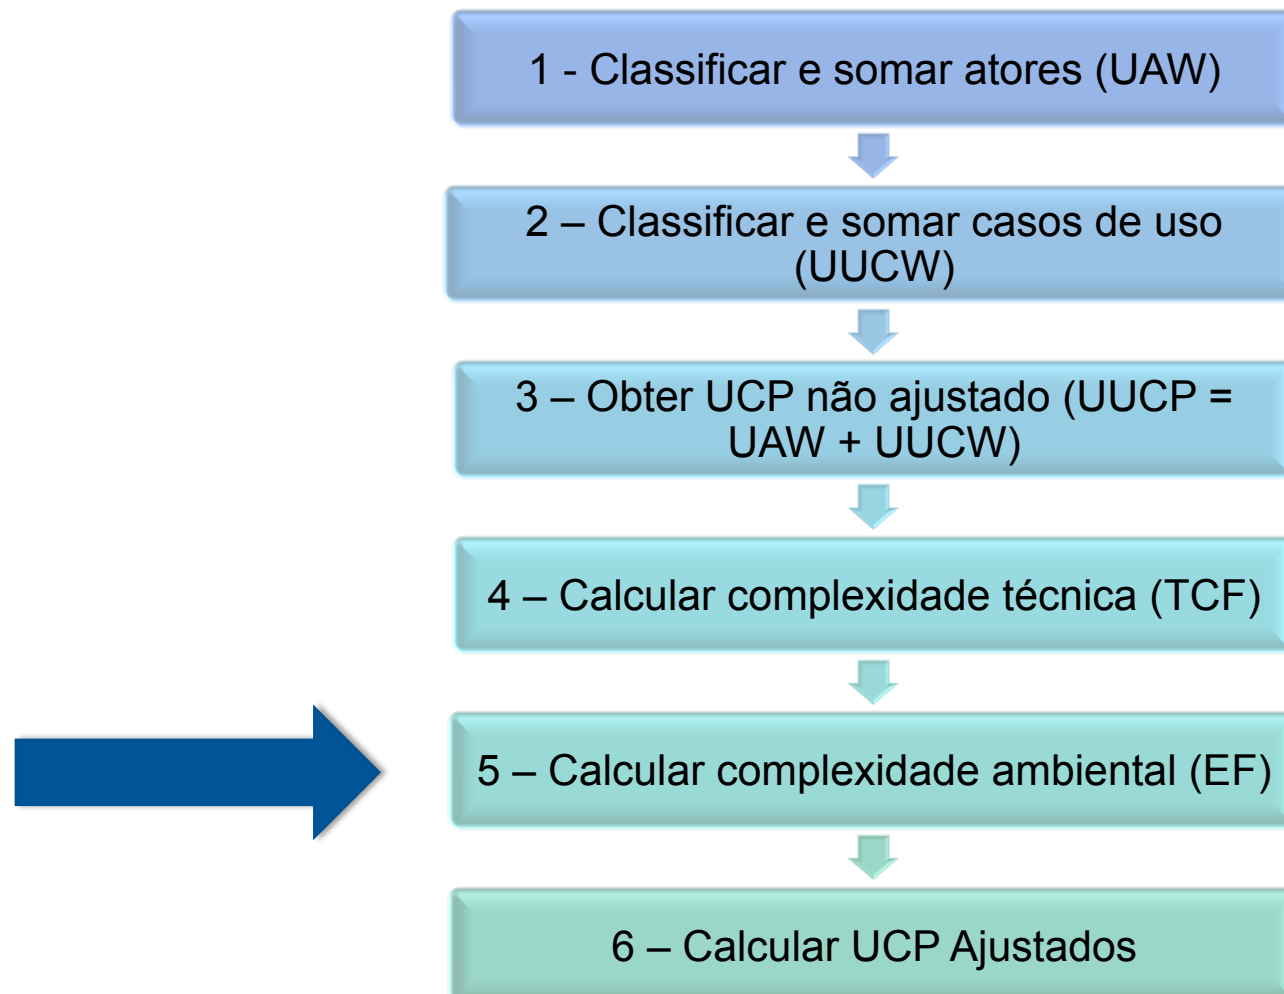 1 - Classificar e somar atores (UAW)
2 – Classificar e somar casos de uso
(UUCW)
3 – Obter UCP não ajustado (UUCP =
UAW + UUCW)
4 – Calcular complexidade técnica (TCF)
5 – Calcular complexidade ambiental (EF)
6 – Calcular UCP Ajustados